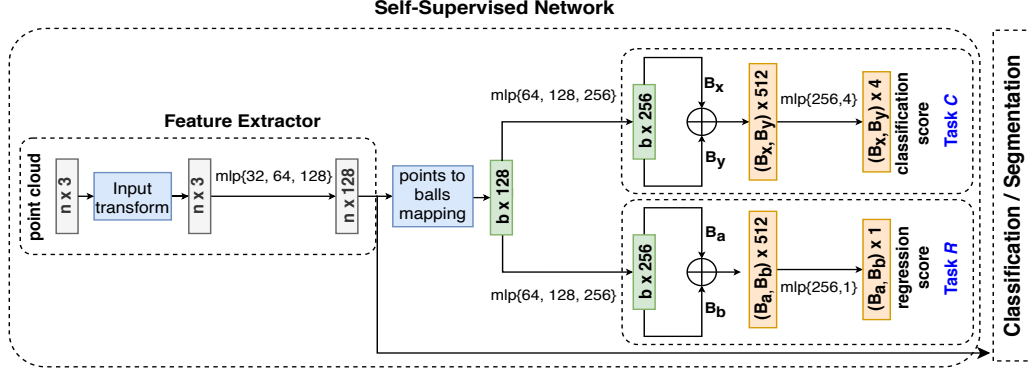 Self-Supervised Network
Feature Extractor
point cloud
n x 3
Input
transform
n x 3
mlp{32, 64, 128}
n x 128
points to
balls
mapping
b x 128
mlp{64, 128, 256}
b x 256
Bx
By
(Bx, By) x 512
mlp{256,4}
(Bx, By) x 4
classification
score
Task C
mlp{64, 128, 256}
b x 256
Ba
Bb
(Ba, Bb) x 512
mlp{256,1}
(Ba, Bb) x 1
regression
score
Task R
Classification / Segmentation